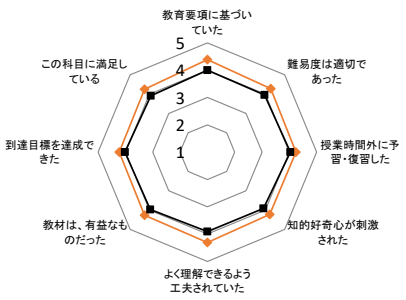 教育要項に基づい
ていた
難易度は適切で
あった
授業時間外に予
習・復習した
知的好奇心が刺激
された
よく理解できるよう
工夫されていた
教材は、有益なも
のだった
到達目標を達成で
きた
この科目に満足し
ている
5
4
3
2
1